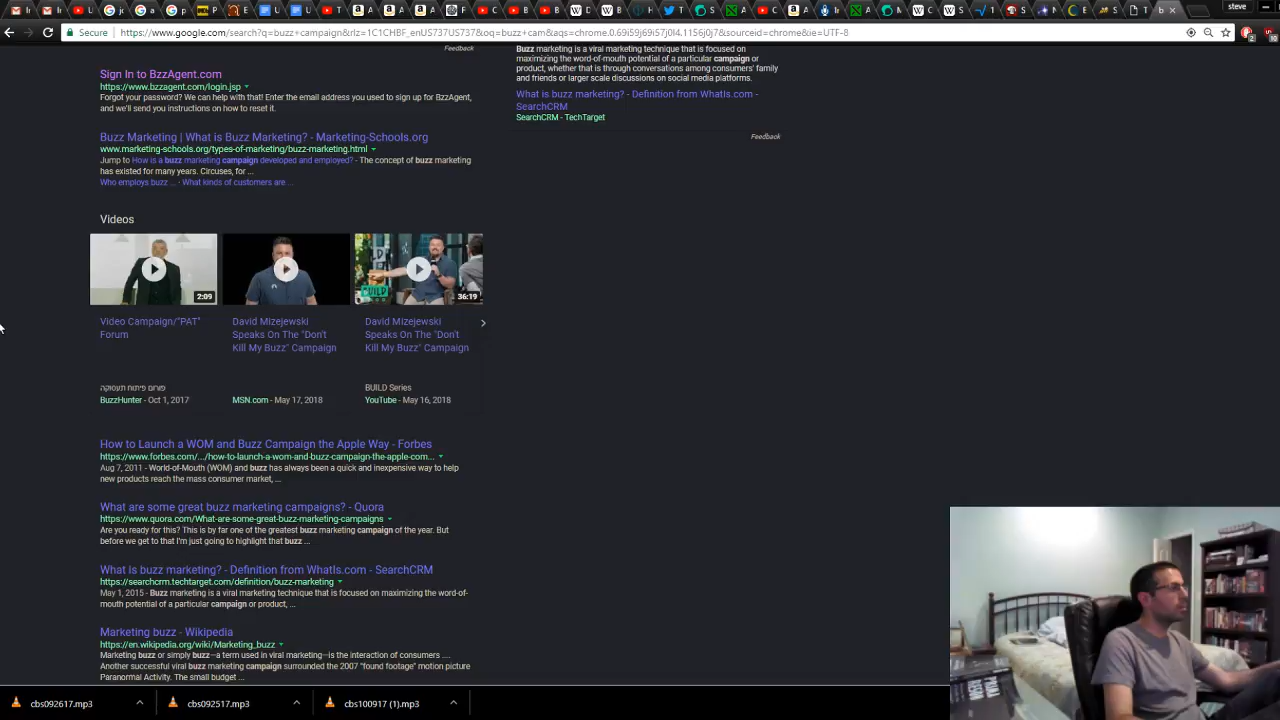 steve
Secure
https://www.google.com/search?q=buzz+campaign&rlz=1C1CHBF_enUS737US737&oq=buzz+cam&aqs=chrome.0.69i59j69i57j0l4.1156j0j7&sourceid=chrome&ie=UTF-8
Feedback
Sign In to BzzAgent.com
https://www.bzzagent.com/login.jsp
Forgot your password? We can help with that! Enter the email address you used to sign up for BzzAgent,
and we'll send you instructions on how to reset it.
Buzz Marketing | What is Buzz Marketing? - Marketing-Schools.org
www.marketing-schools.org/types-of-marketing/buzz-marketing.html
Jump to How is a buzz marketing campaign developed and employed? - The concept of buzz marketing
has existed for many years. Circuses, for ...
Who employs buzz ... · What kinds of customers are ...
Buzz marketing is a viral marketing technique that is focused on
maximizing the word-of-mouth potential of a particular campaign or
product, whether that is through conversations among consumers' family
and friends or larger scale discussions on social media platforms.
What is buzz marketing? - Definition from WhatIs.com -
SearchCRM
SearchCRM - TechTarget
Feedback
Videos
2:09
36:19
Video Campaign/"PAT"
Forum
פורום פיתוח תעסוקה
BuzzHunter - Oct 1, 2017
David Mizejewski
Speaks On The "Don't
Kill My Buzz" Campaign
MSN.com - May 17, 2018
David Mizejewski
Speaks On The "Don't
Kill My Buzz" Campaign
BUILD Series
YouTube - May 16, 2018
How to Launch a WOM and Buzz Campaign the Apple Way - Forbes
https://www.forbes.com/.../how-to-launch-a-wom-and-buzz-campaign-the-apple-com...
Aug 7, 2011 - World-of-Mouth (WOM) and buzz has always been a quick and inexpensive way to help
new products reach the mass consumer market, ...
What are some great buzz marketing campaigns? - Quora
https://www.quora.com/What-are-some-great-buzz-marketing-campaigns
Are you ready for this? This is by far one of the greatest buzz marketing campaign of the year. But
before we get to that I'm just going to highlight that buzz ...
What is buzz marketing? - Definition from WhatIs.com - SearchCRM
https://searchcrm.techtarget.com/definition/buzz-marketing
May 1, 2015 - Buzz marketing is a viral marketing technique that is focused on maximizing the word-of-
mouth potential of a particular campaign or product, ...
Marketing buzz - Wikipedia
https://en.wikipedia.org/wiki/Marketing_buzz
Marketing buzz or simply buzz—a term used in viral marketing—is the interaction of consumers ....
Another successful viral buzz marketing campaign surrounded the 2007 "found footage" motion picture
Paranormal Activity. The small budget ...
cbs092617.mp3
cbs092517.mp3
cbs100917 (1).mp3